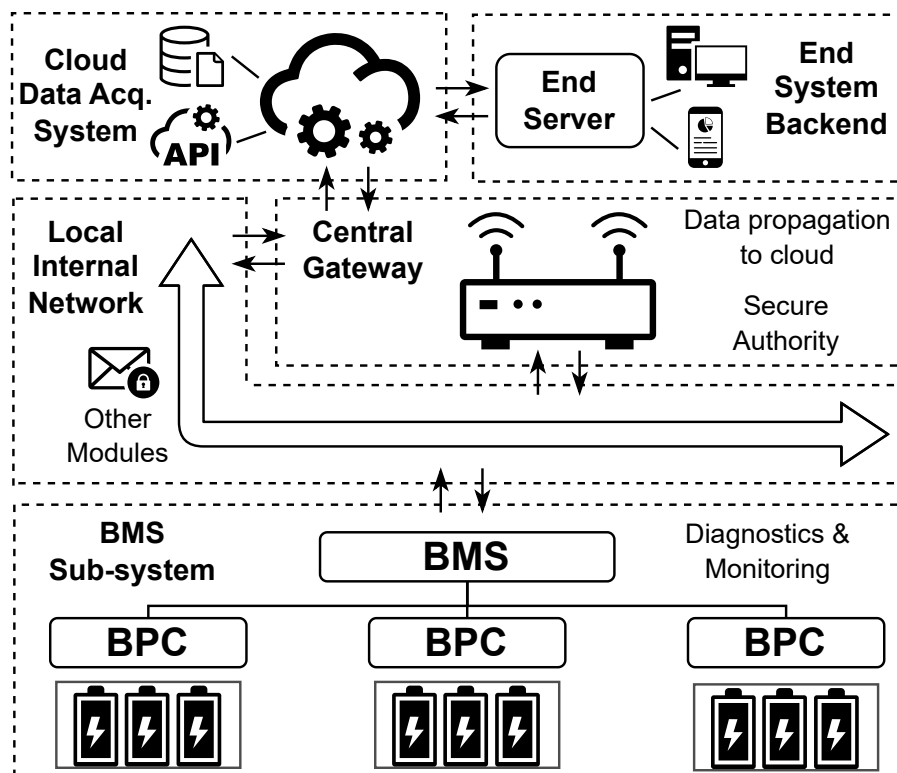 Cloud
Data Acq.
System
API
End
Server
End
System
Backend
Local
Internal
Network
Central
Gateway
Data propagation
to cloud
Secure
Authority
Other
Modules
BMS
Sub-system
BMS
Diagnostics &
Monitoring
BPC
BPC
BPC